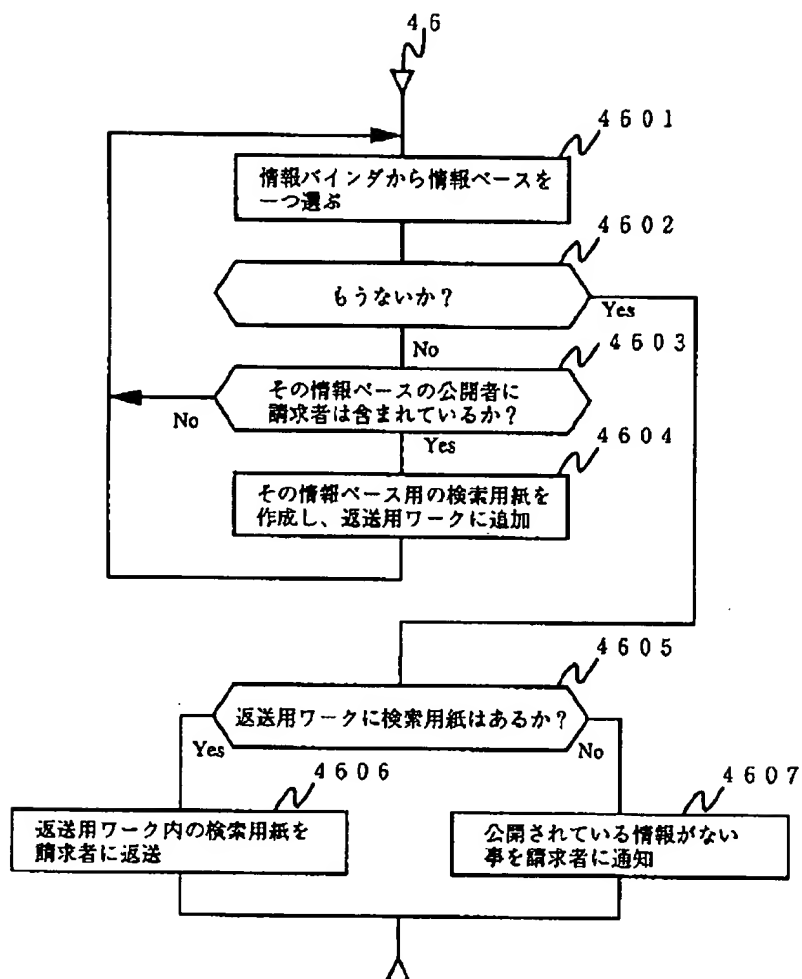 46
4601
情報バインダから情報ベースを
一つ選ぶ
4602
もうないか?
Yes
No
4603
その情報ベースの公開者に
請求者は含まれているか?
No
Yes
4604
その情報ベース用の検索用紙を
作成し、返送用ワークに追加
4605
返送用ワークに検索用紙はあるか?
Yes
No
4606
返送用ワーク内の検索用紙を
請求者に返送
4607
公開されている情報がない
事を請求者に通知